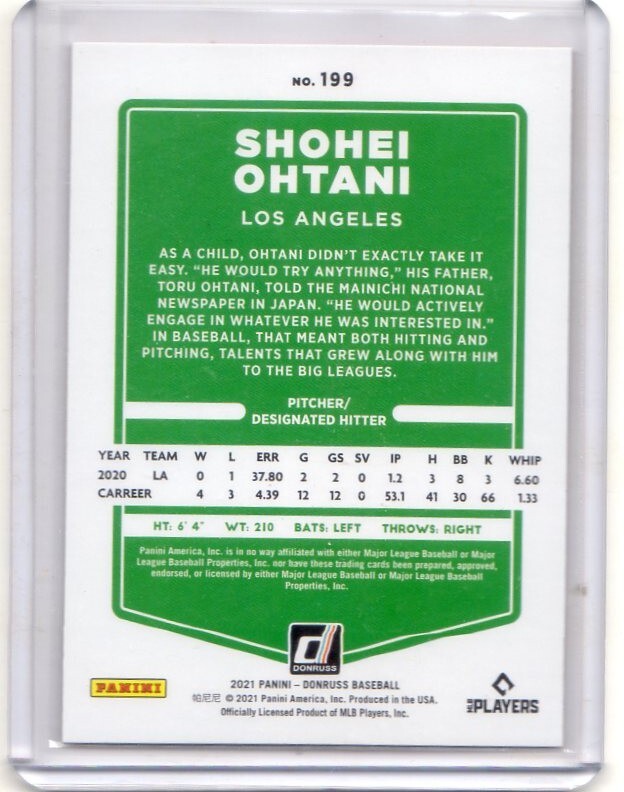 NO. 199
SHOHEI
OHTANI
LOS ANGELES
AS A CHILD, OHTANI DIDN'T EXACTLY TAKE IT
EASY. "HE WOULD TRY ANYTHING," HIS FATHER,
TORU OHTANI, TOLD THE MAINICHI NATIONAL
NEWSPAPER IN JAPAN. "HE WOULD ACTIVELY
ENGAGE IN WHATEVER HE WAS INTERESTED IN."
IN BASEBALL, THAT MEANT BOTH HITTING AND
PITCHING, TALENTS THAT GREW ALONG WITH HIM
TO THE BIG LEAGUES.
PITCHER/
DESIGNATED HITTER
YEAR TEAM W L ERR G GS SV IP H BB K WHIP
2020 LA 0 1 37.80 2 2 0 1.2 3 8 3 6.60
CARREER 4 3 4.39 12 12 0 53.1 41 30 66 1.33
HT: 6' 4" WT: 210 BATS: LEFT THROWS: RIGHT
Panini America, Inc. is in no way affiliated with either Major League Baseball or Major
League Baseball Properties, Inc. nor have these trading cards been prepared, approved,
endorsed, or licensed by either Major League Baseball or Major League Baseball
Properties, Inc.
DONRUSS
PANINI
2021 PANINI – DONRUSS BASEBALL
帕尼尼 © 2021 Panini America, Inc. Produced in the USA.
Officially Licensed Product of MLB Players, Inc.
MLB PLAYERS